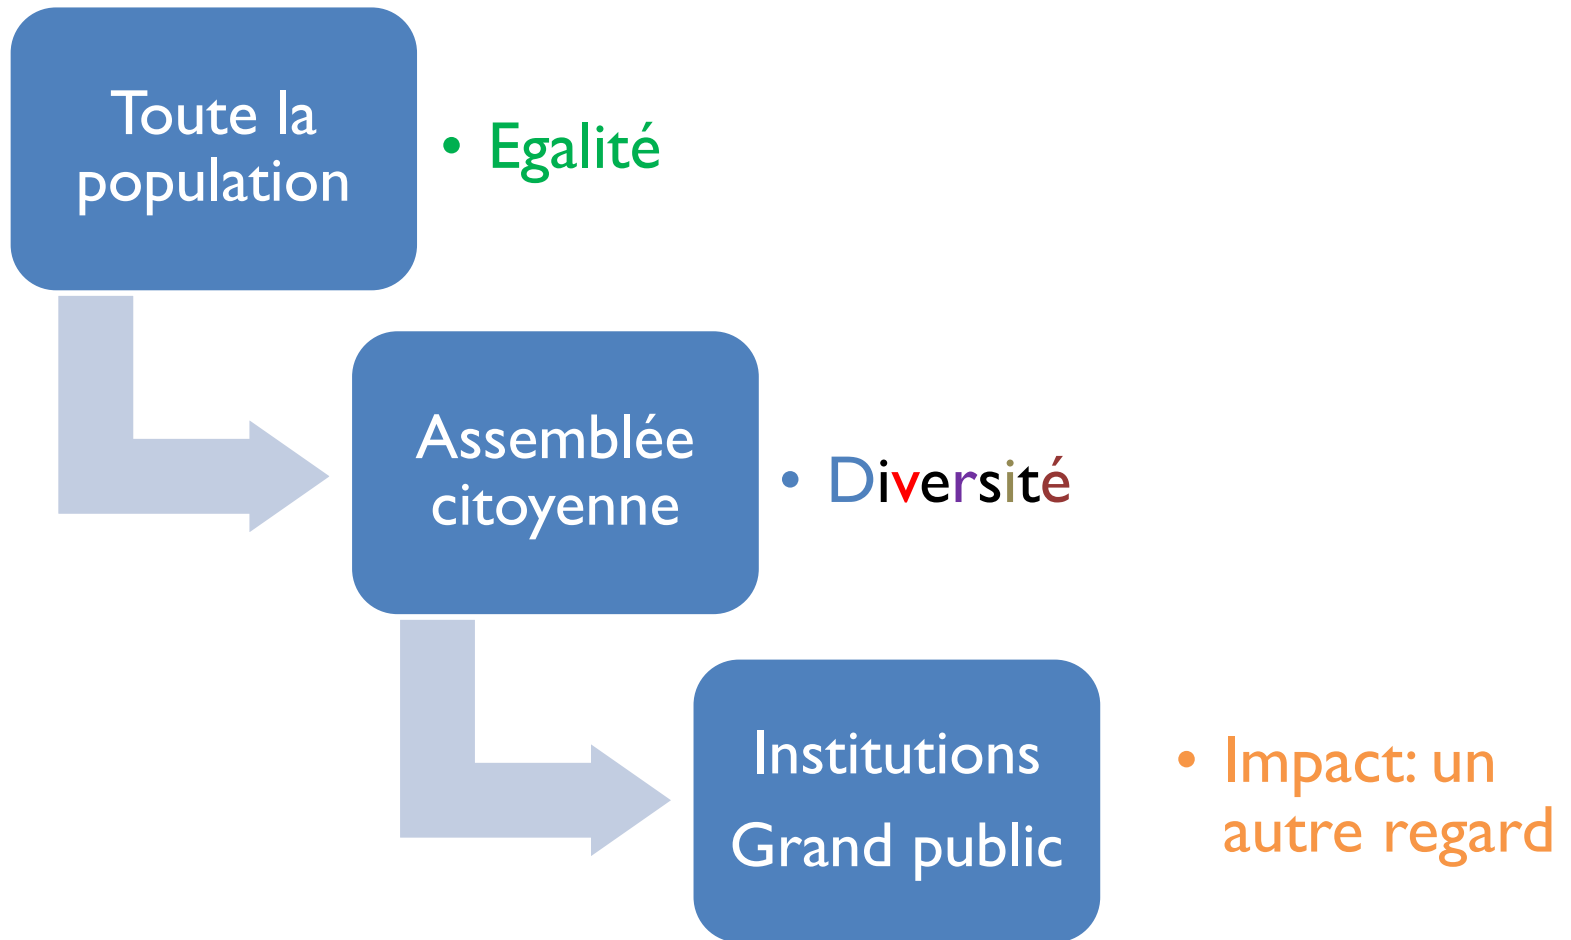 Toute la
population
• Egalité
Assemblée
citoyenne
• Diversité
Institutions
Grand public
• Impact: un
autre regard